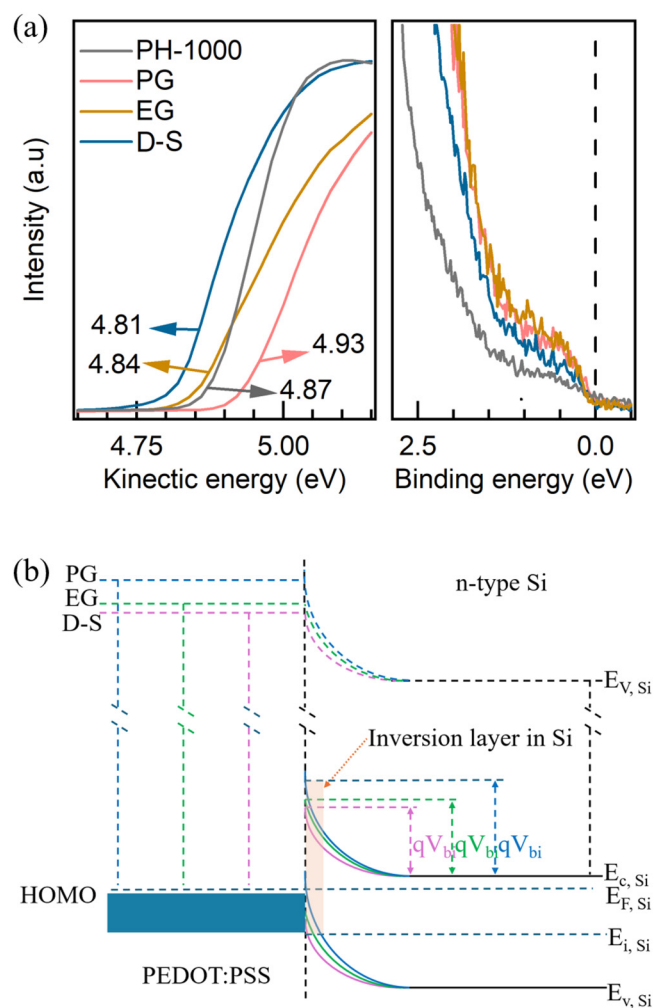 (a)
PH-1000
PG
EG
D-S
Intensity (a.u)
4.81
4.84
4.93
4.87
4.75
5.00
2.5
0.0
Kinectic energy (eV)
Binding energy (eV)
(b)
PG
EG
D-S
n-type Si
E_V, Si
Inversion layer in Si
qV_bi qV_bi qV_bi
E_c, Si
HOMO
E_F, Si
E_i, Si
PEDOT:PSS
E_v, Si